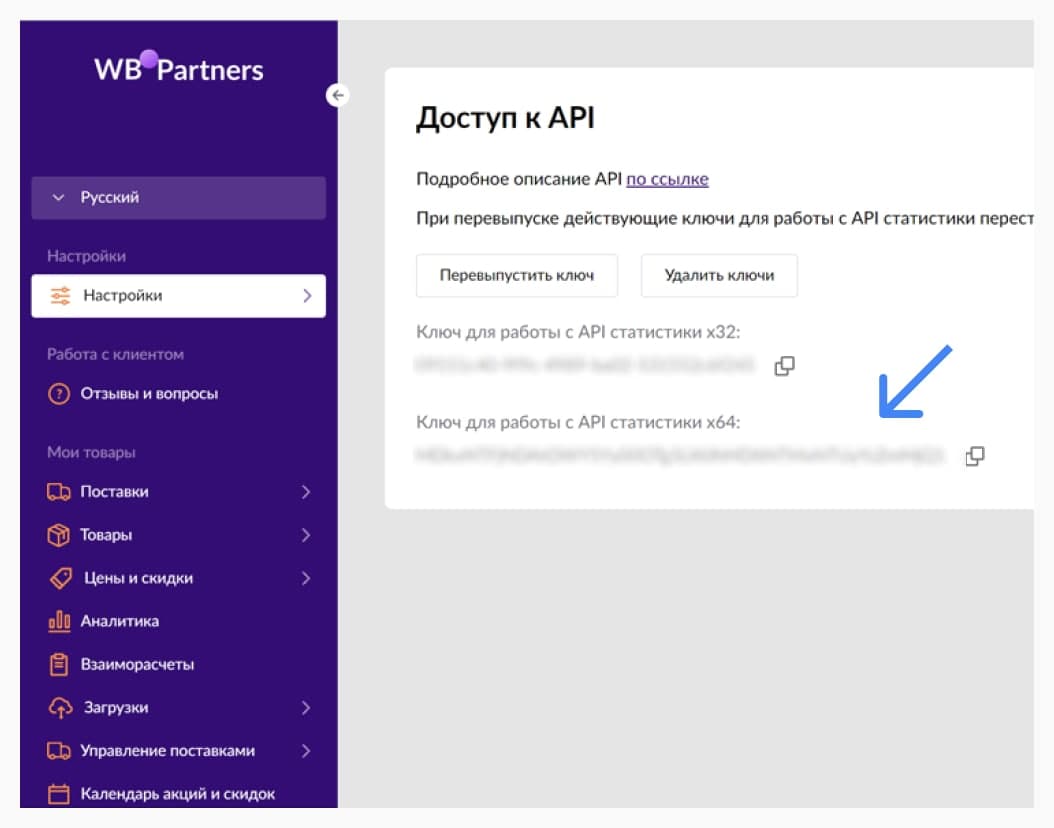 WB Partners
Русский
Настройки
Настройки
Работа с клиентом
Отзывы и вопросы
Мои товары
Поставки
Товары
Цены и скидки
Аналитика
Взаиморасчеты
Загрузки
Управление поставками
Календарь акций и скидок
Доступ к API
Подробное описание API по ссылке
При перевыпуске действующие ключи для работы с API статистики перест
Перевыпустить ключ
Удалить ключи
Ключ для работы с API статистики x32:
Ключ для работы с API статистики x64: